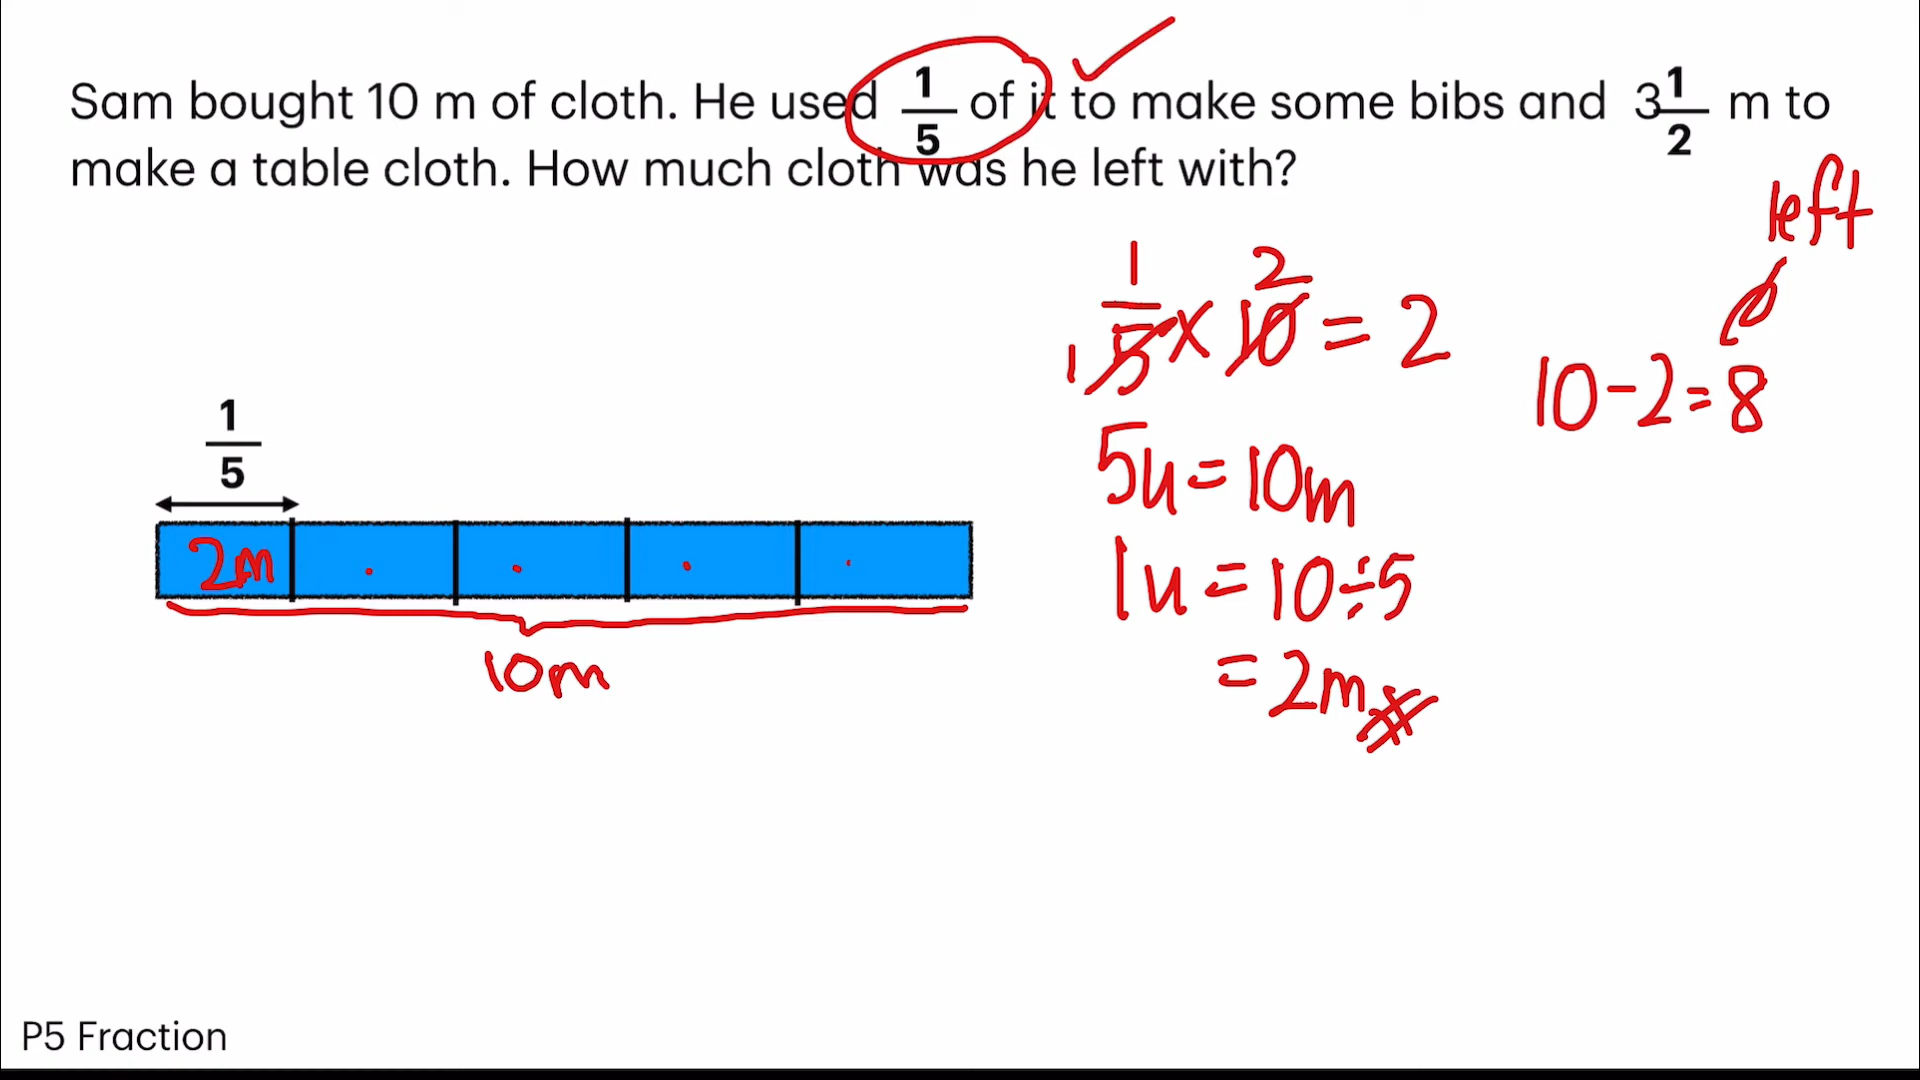 Sam bought 10 m of cloth. He used 1/5 of it to make some bibs and 3 1/2 m to
make a table cloth. How much cloth was he left with?
left
1/5 × 10 = 2
1 2
10-2=8
5u=10m
1u=10÷5
=2m
1/5
2m
10m
P5 Fraction